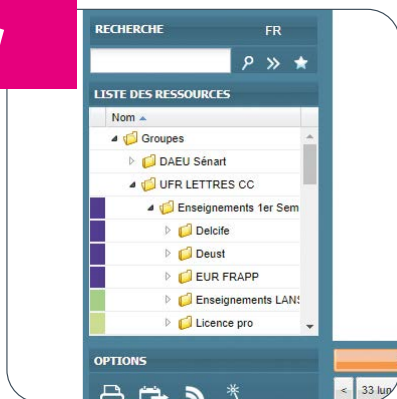 RECHERCHE FR
LISTE DES RESSOURCES
Nom
Groupes
DAEU Sénart
UFR LETTRES CC
Enseignements 1er Sem
Delcife
Deust
EUR FRAPP
Enseignements LANS
Licence pro
OPTIONS
< 33 lun